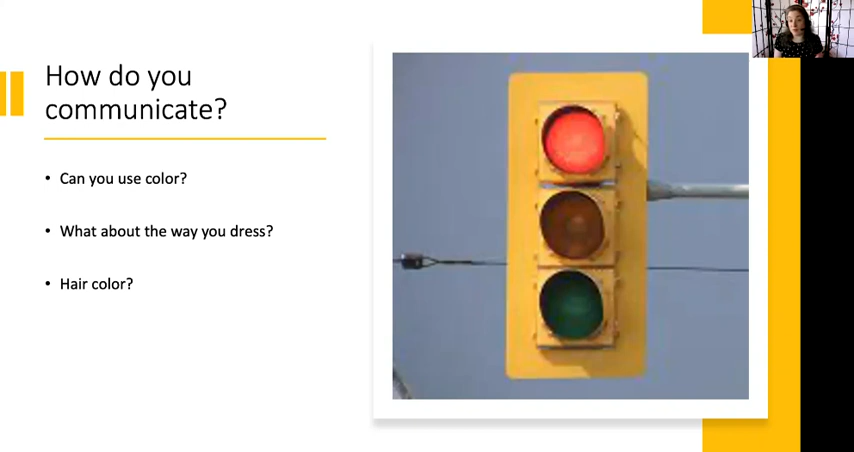 How do you
communicate?
• Can you use color?
• What about the way you dress?
• Hair color?